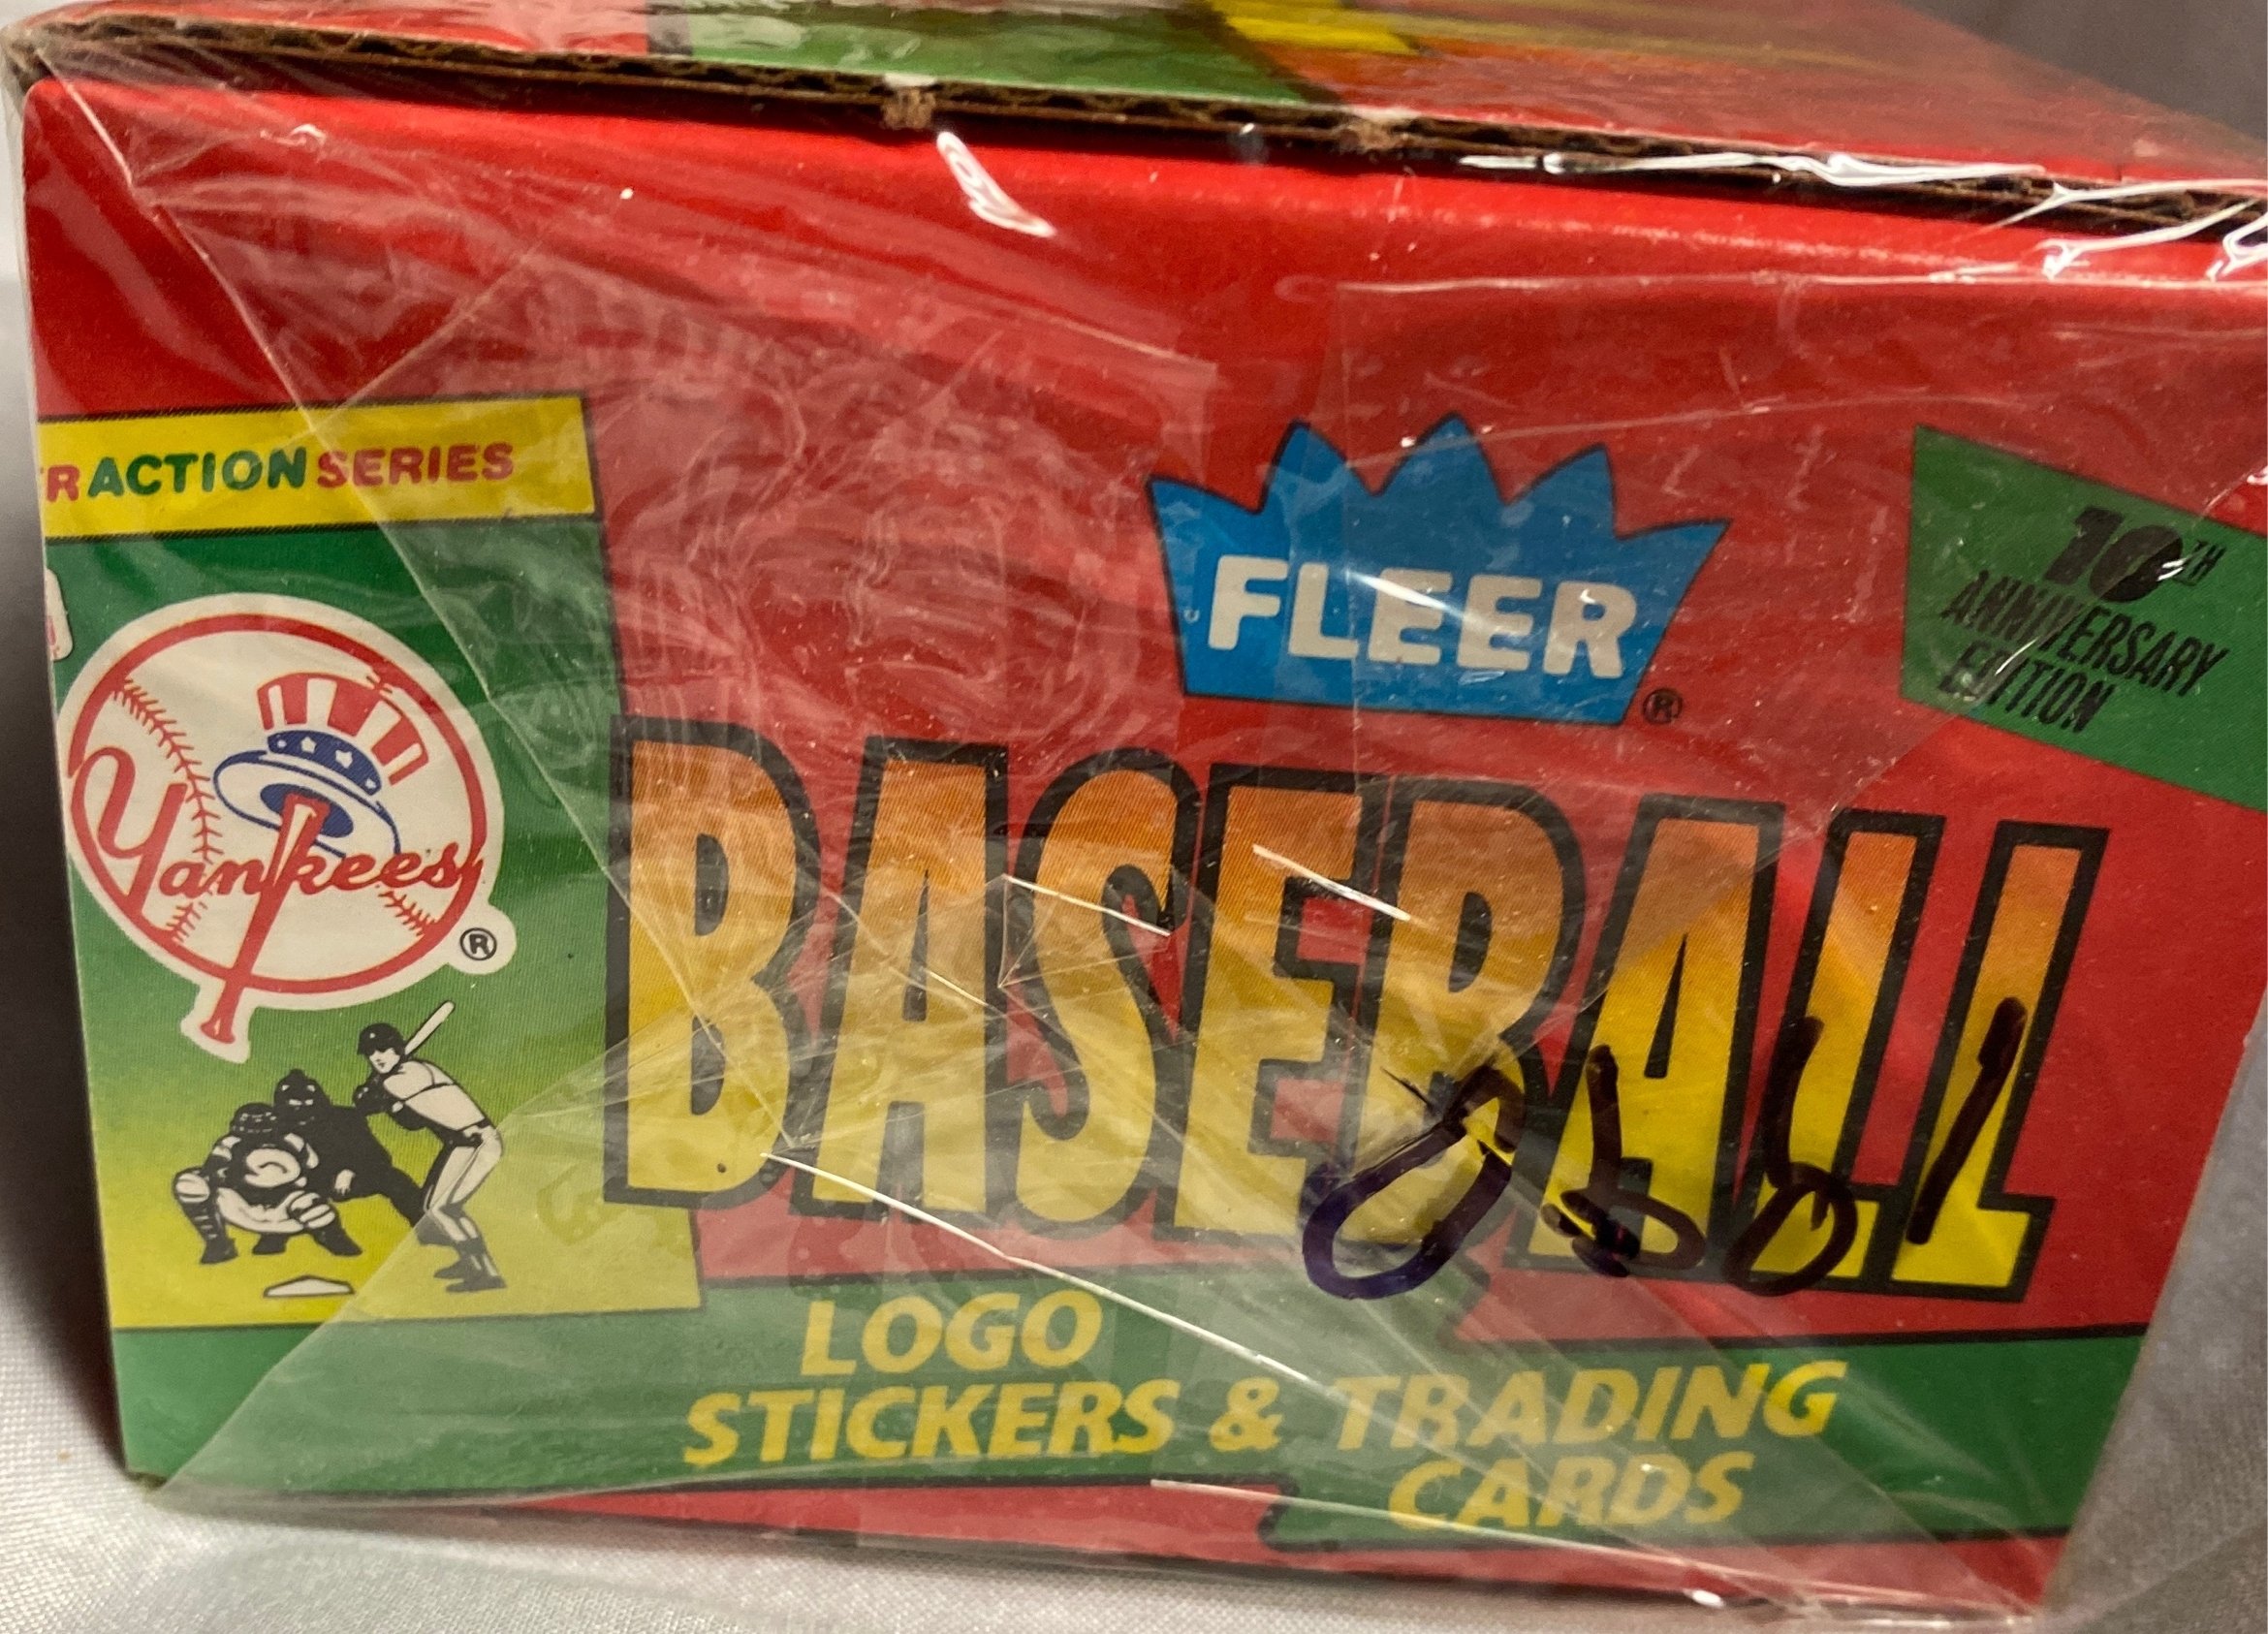 R ACTION SERIES
FLEER®
10TH
ANNIVERSARY
EDITION
Yankees®
BASEBALL
LOGO
STICKERS & TRADING
CARDS